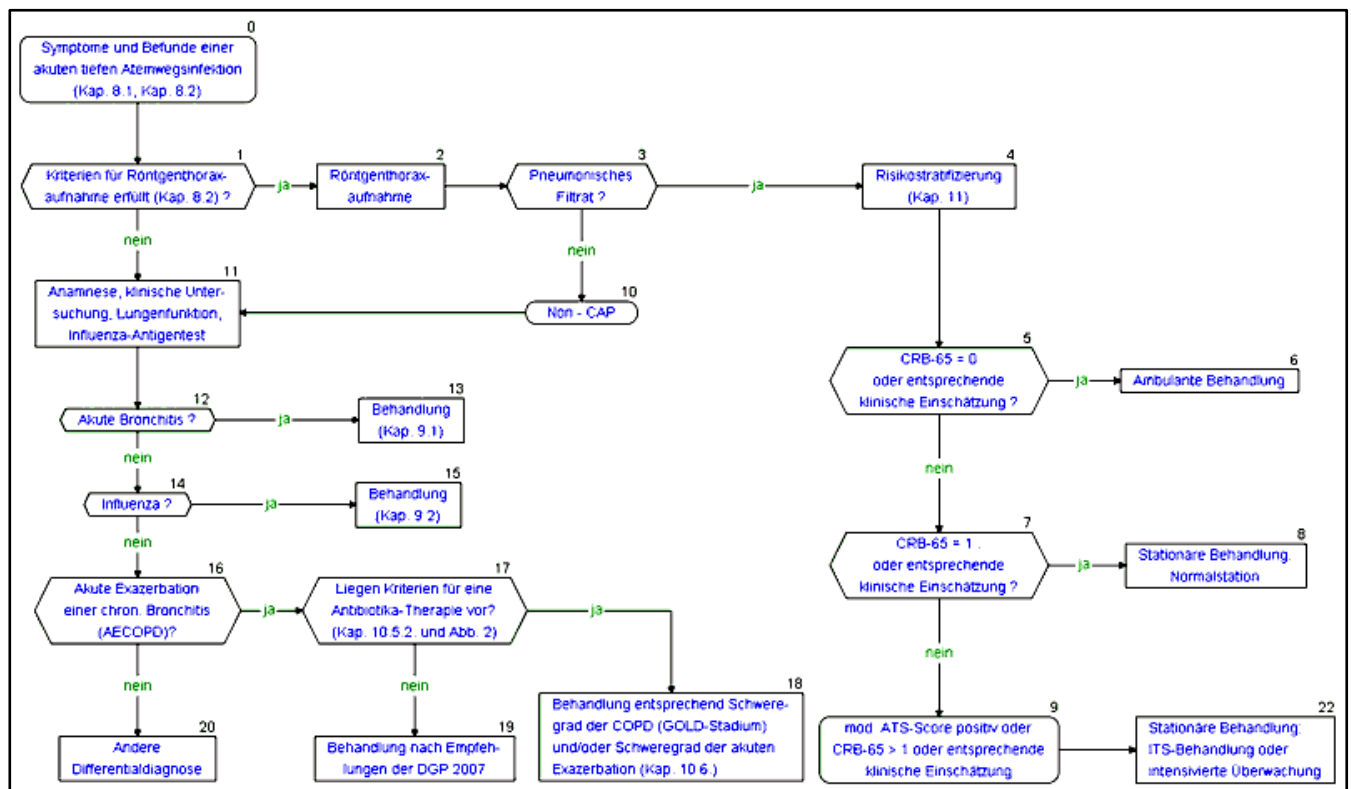 0
Symptome und Befunde einer
akuten tiefen Atemwegsinfektion
(Kap. 8.1, Kap. 8.2)
1
Kriterien für Röntgenthorax-
aufnahme erfüllt (Kap. 8.2) ?
ja
2
Röntgenthorax-
aufnahme
3
Pneumonisches
Filtrat ?
ja
4
Risikostratifizierung
(Kap. 11)
nein
nein
11
Anamnese, klinische Unter-
suchung, Lungenfunktion,
Influenza-Antigentest
10
Non - CAP
5
CRB-65 = 0
oder entsprechende
klinische Einschätzung ?
ja
6
Ambulante Behandlung
12
Akute Bronchitis ?
ja
13
Behandlung
(Kap. 9.1)
nein
nein
14
Influenza ?
ja
15
Behandlung
(Kap. 9 2)
nein
7
CRB-65 = 1 .
oder entsprechende
klinische Einschätzung ?
ja
8
Stationäre Behandlung.
Normalstation
16
Akute Exazerbation
einer chron. Bronchitis
(AECOPD)?
ja
17
Liegen Kriterien für eine
Antibiotika-Therapie vor?
(Kap. 10.5.2. und Abb. 2)
ja
nein
nein
nein
20
Andere
Differentialdiagnose
19
Behandlung nach Empfeh-
lungen der DGP 2007
18
Behandlung entsprechend Schwere-
grad der COPD (GOLD-Stadium)
und/oder Schweregrad der akuten
Exazerbation (Kap. 10 6.)
9
mod. ATS-Score positiv oder
CRB-65 > 1 oder entsprechende
klinische Einschätzung
22
Stationäre Behandlung:
ITS-Behandlung oder
intensivierte Überwachung